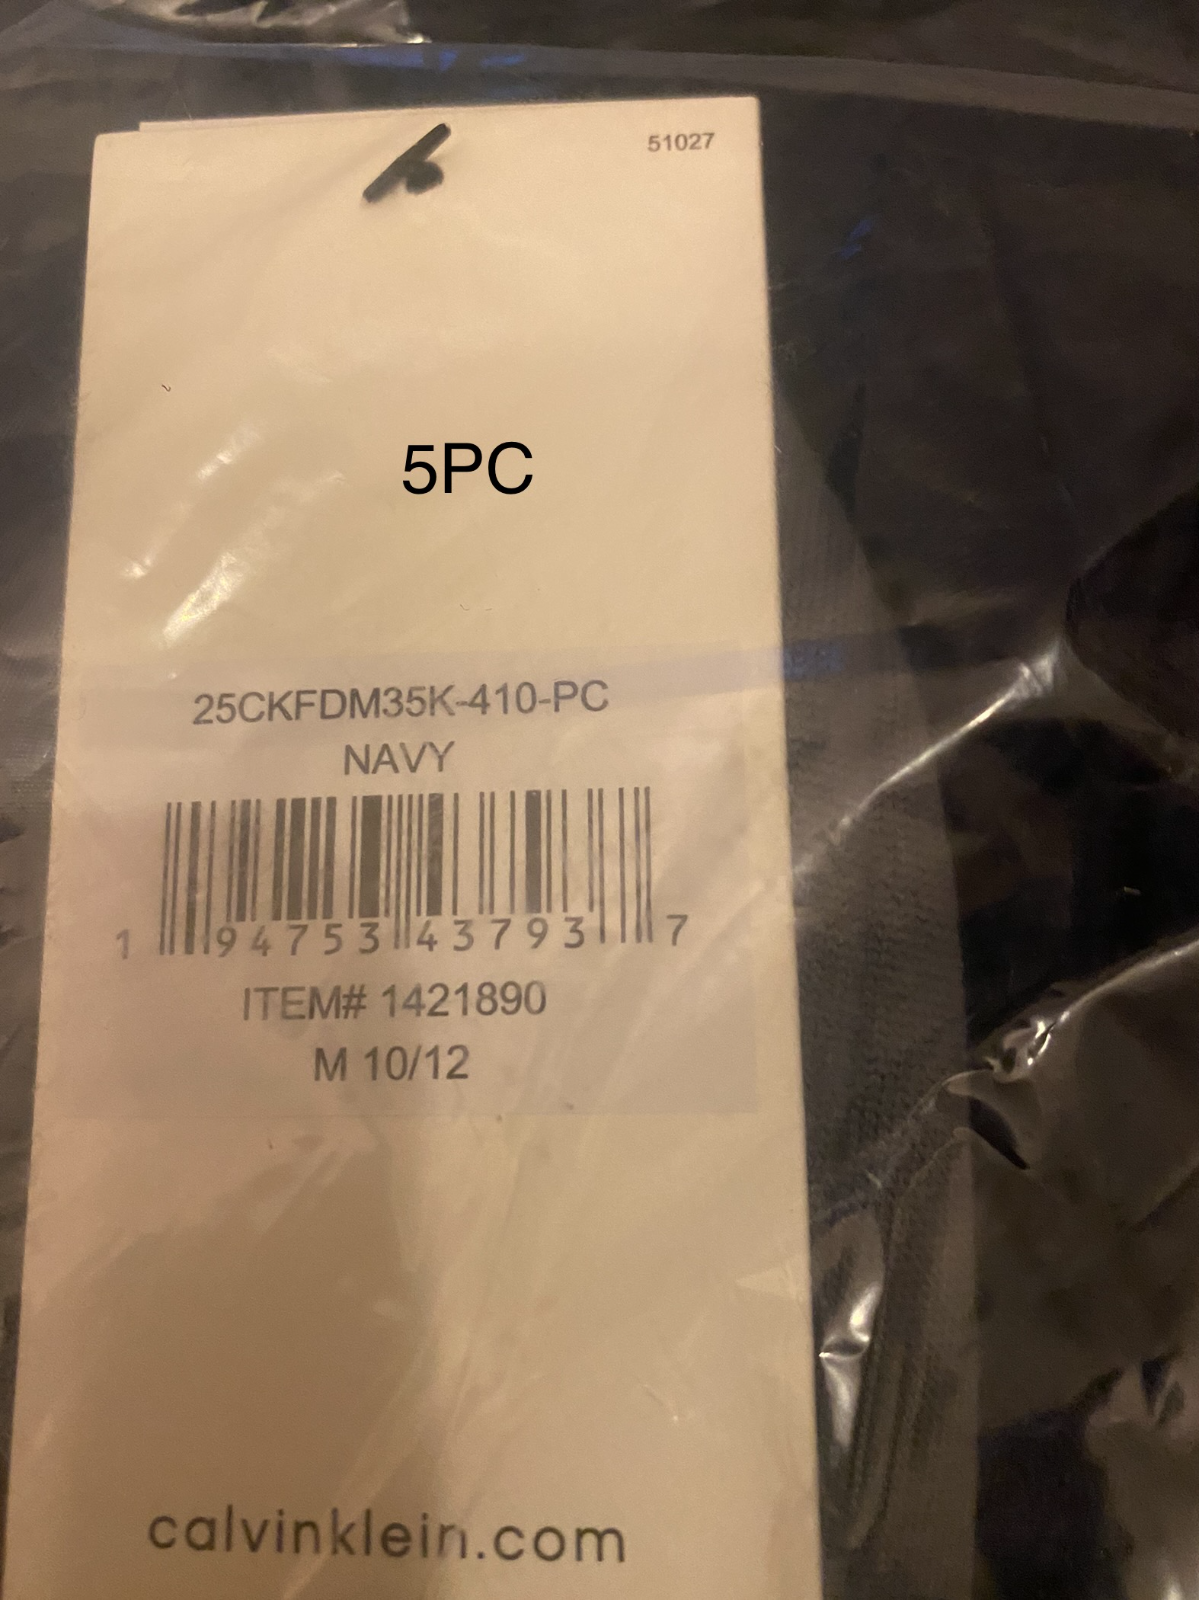 51027
5PC
25CKFDM35K-410-PC
NAVY
1 94753 43793 7
ITEM# 1421890
M 10/12
calvinklein.com